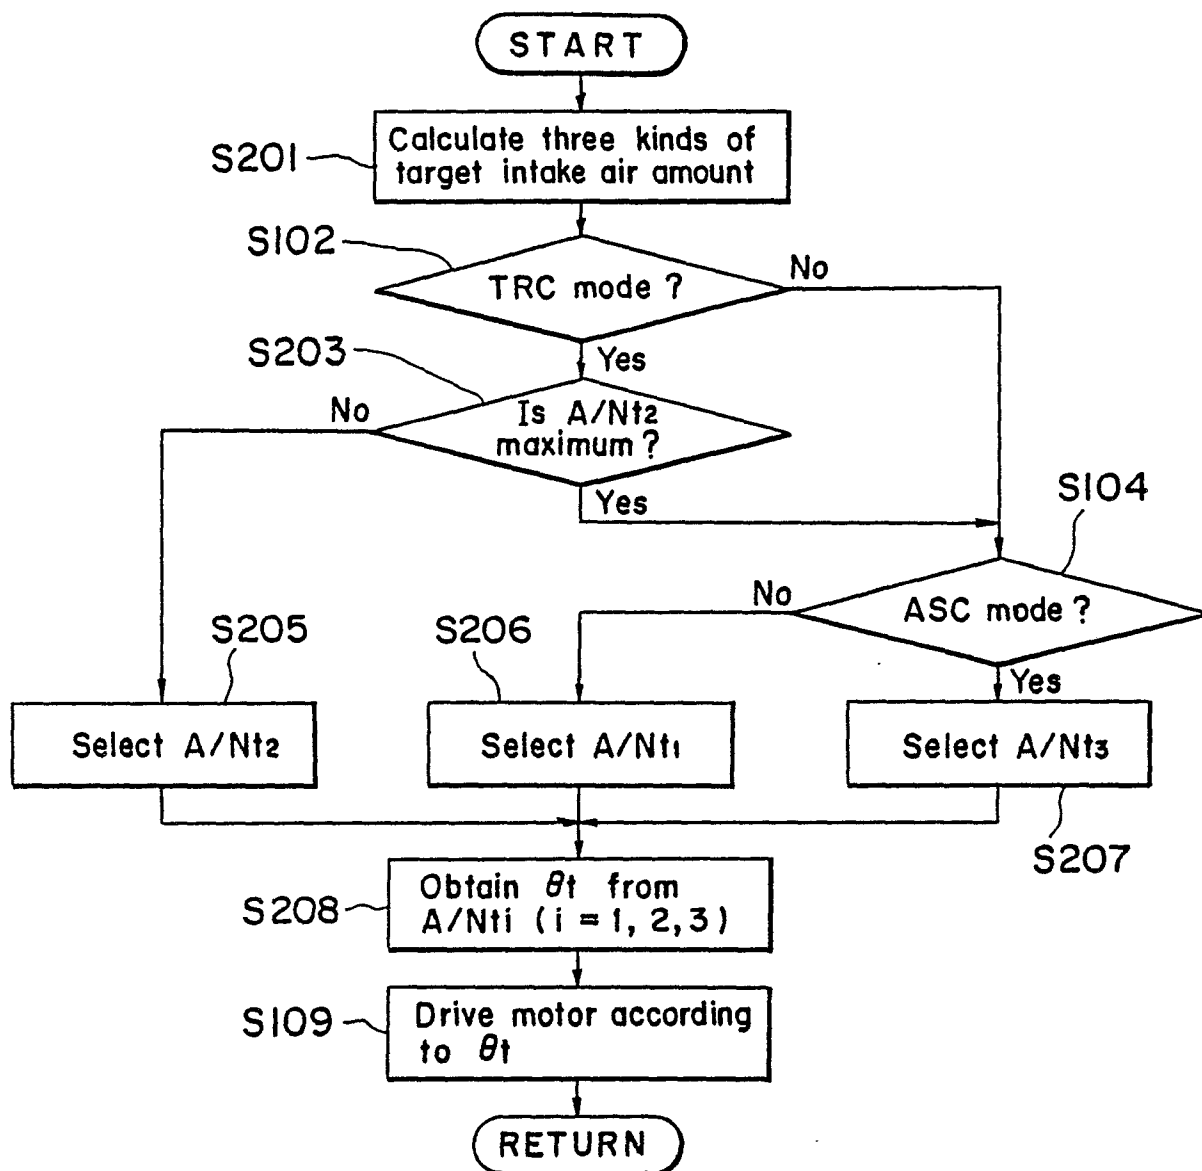 START
S201
Calculate three kinds of
target intake air amount
S102
TRC mode?
No
Yes
S203
No
Is A/Nt2
maximum?
Yes
S104
No
ASC mode?
Yes
S205
S206
Select A/Nt2
Select A/Nt1
Select A/Nt3
S207
S208
Obtain θt from
A/Nti (i = 1, 2, 3)
S109
Drive motor according
to θt
RETURN